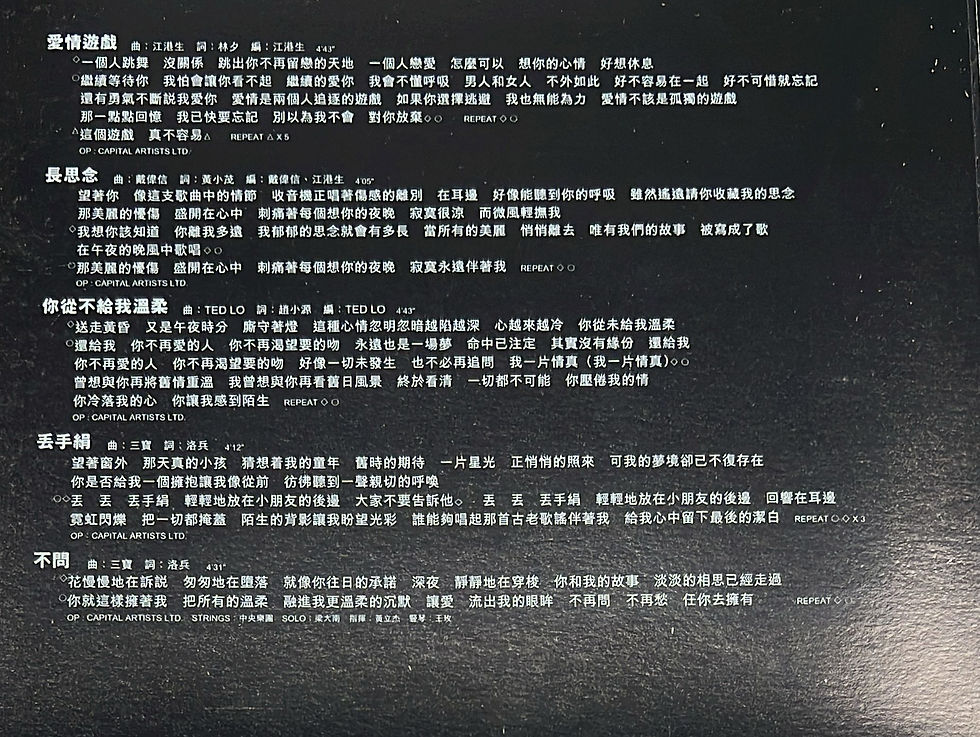 愛情遊戲 曲：江港生 詞：林夕 編：江港生 4'43"
◇一個人跳舞 沒關係 跳出你不再留戀的天地 一個人戀愛 怎麼可以 想你的心情 好想休息
○繼續等待你 我怕會讓你看不起 繼續的愛你 我會不懂呼吸 男人和女人 不外如此 好不容易在一起 好不可惜就忘記
還有勇氣不斷説我愛你 愛情是兩個人追逐的遊戲 如果你選擇逃避 我也無能為力 愛情不該是孤獨的遊戲
那一點點回憶 我已快要忘記 別以為我不會 對你放棄◇○ REPEAT◇○
△這個遊戲 真不容易△ REPEAT △ X 5
OP : CAPITAL ARTISTS LTD.
長思念 曲：戴偉信 詞：黃小茂 編：戴偉信、江港生 4'05"
望著你 像這支歌曲中的情節 收音機正唱著傷感的離別 在耳邊 好像能聽到你的呼吸 雖然遙遠請你收藏我的思念
那美麗的憂傷 盛開在心中 刺痛著每個想你的夜晚 寂寞很涼 而微風輕撫我
◇我想你該知道 你離我多遠 我郁郁的思念就會有多長 當所有的美麗 悄悄離去 唯有我們的故事 被寫成了歌
在午夜的晚風中歌唱◇○
○那美麗的憂傷 盛開在心中 刺痛著每個想你的夜晚 寂寞永遠伴著我 REPEAT◇○
OP : CAPITAL ARTISTS LTD.
你從不給我溫柔 曲：TED LO 詞：趙小源 編：TED LO 4'43"
◇送走黃昏 又是午夜時分 廝守著燈 這種心情忽明忽暗越陷越深 心越來越冷 你從未給我溫柔
○還給我 你不再愛的人 你不再渴望要的吻 永遠也是一場夢 命中已注定 其實沒有緣份 還給我
你不再愛的人 你不再渴望要的吻 好像一切未發生 也不必再追問 我一片情真（我一片情真）◇○
曾想與你再將舊情重溫 我曾想與你再看舊日風景 終於看清 一切都不可能 你壓倦我的情
你冷落我的心 你讓我感到陌生 REPEAT◇○
OP : CAPITAL ARTISTS LTD.
丟手絹 曲：三寶 詞：洛兵 4'12"
望著窗外 那天真的小孩 猜想着我的童年 舊時的期待 一片星光 正悄悄的照來 可我的夢境卻已不復存在
你是否給我一個擁抱讓我像從前 彷彿聽到一聲親切的呼喚
○◇丟 丟 丟手絹 輕輕地放在小朋友的後邊 大家不要告訴他◇ 丟 丟 丟手絹 輕輕地放在小朋友的後邊 回響在耳邊
霓虹閃爍 把一切都掩蓋 陌生的背影讓我盼望光彩 誰能夠唱起那首古老歌謠伴著我 給我心中留下最後的潔白 REPEAT○◇X 3
OP : CAPITAL ARTISTS LTD.
不問 曲：三寶 詞：洛兵 4'31"
◇花慢慢地在訴説 匆匆地在墮落 就像你往日的承諾 深夜 靜靜地在穿梭 你和我的故事 淡淡的相思已經走過
○你就這樣擁著我 把所有的溫柔 融進我更溫柔的沉默 讓愛 流出我的眼眸 不再問 不再愁 任你去擁有 REPEAT◇○
OP : CAPITAL ARTISTS LTD. STRINGS：中央樂團 SOLO：梁大南 指揮：黃立杰 豎琴：王玫